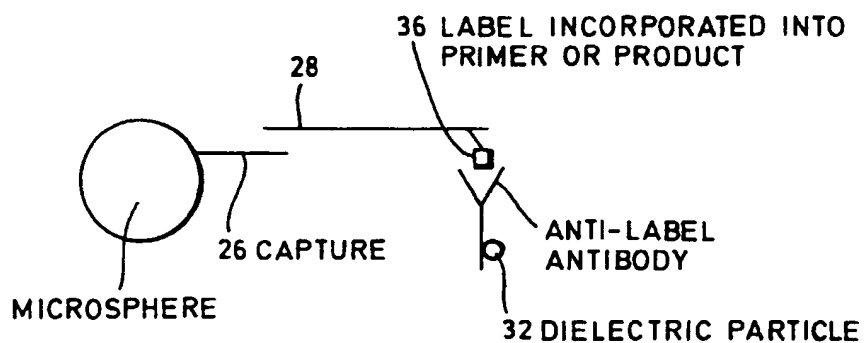 36 LABEL INCORPORATED INTO
PRIMER OR PRODUCT
28
26 CAPTURE
ANTI-LABEL
ANTIBODY
MICROSPHERE
32 DIELECTRIC PARTICLE